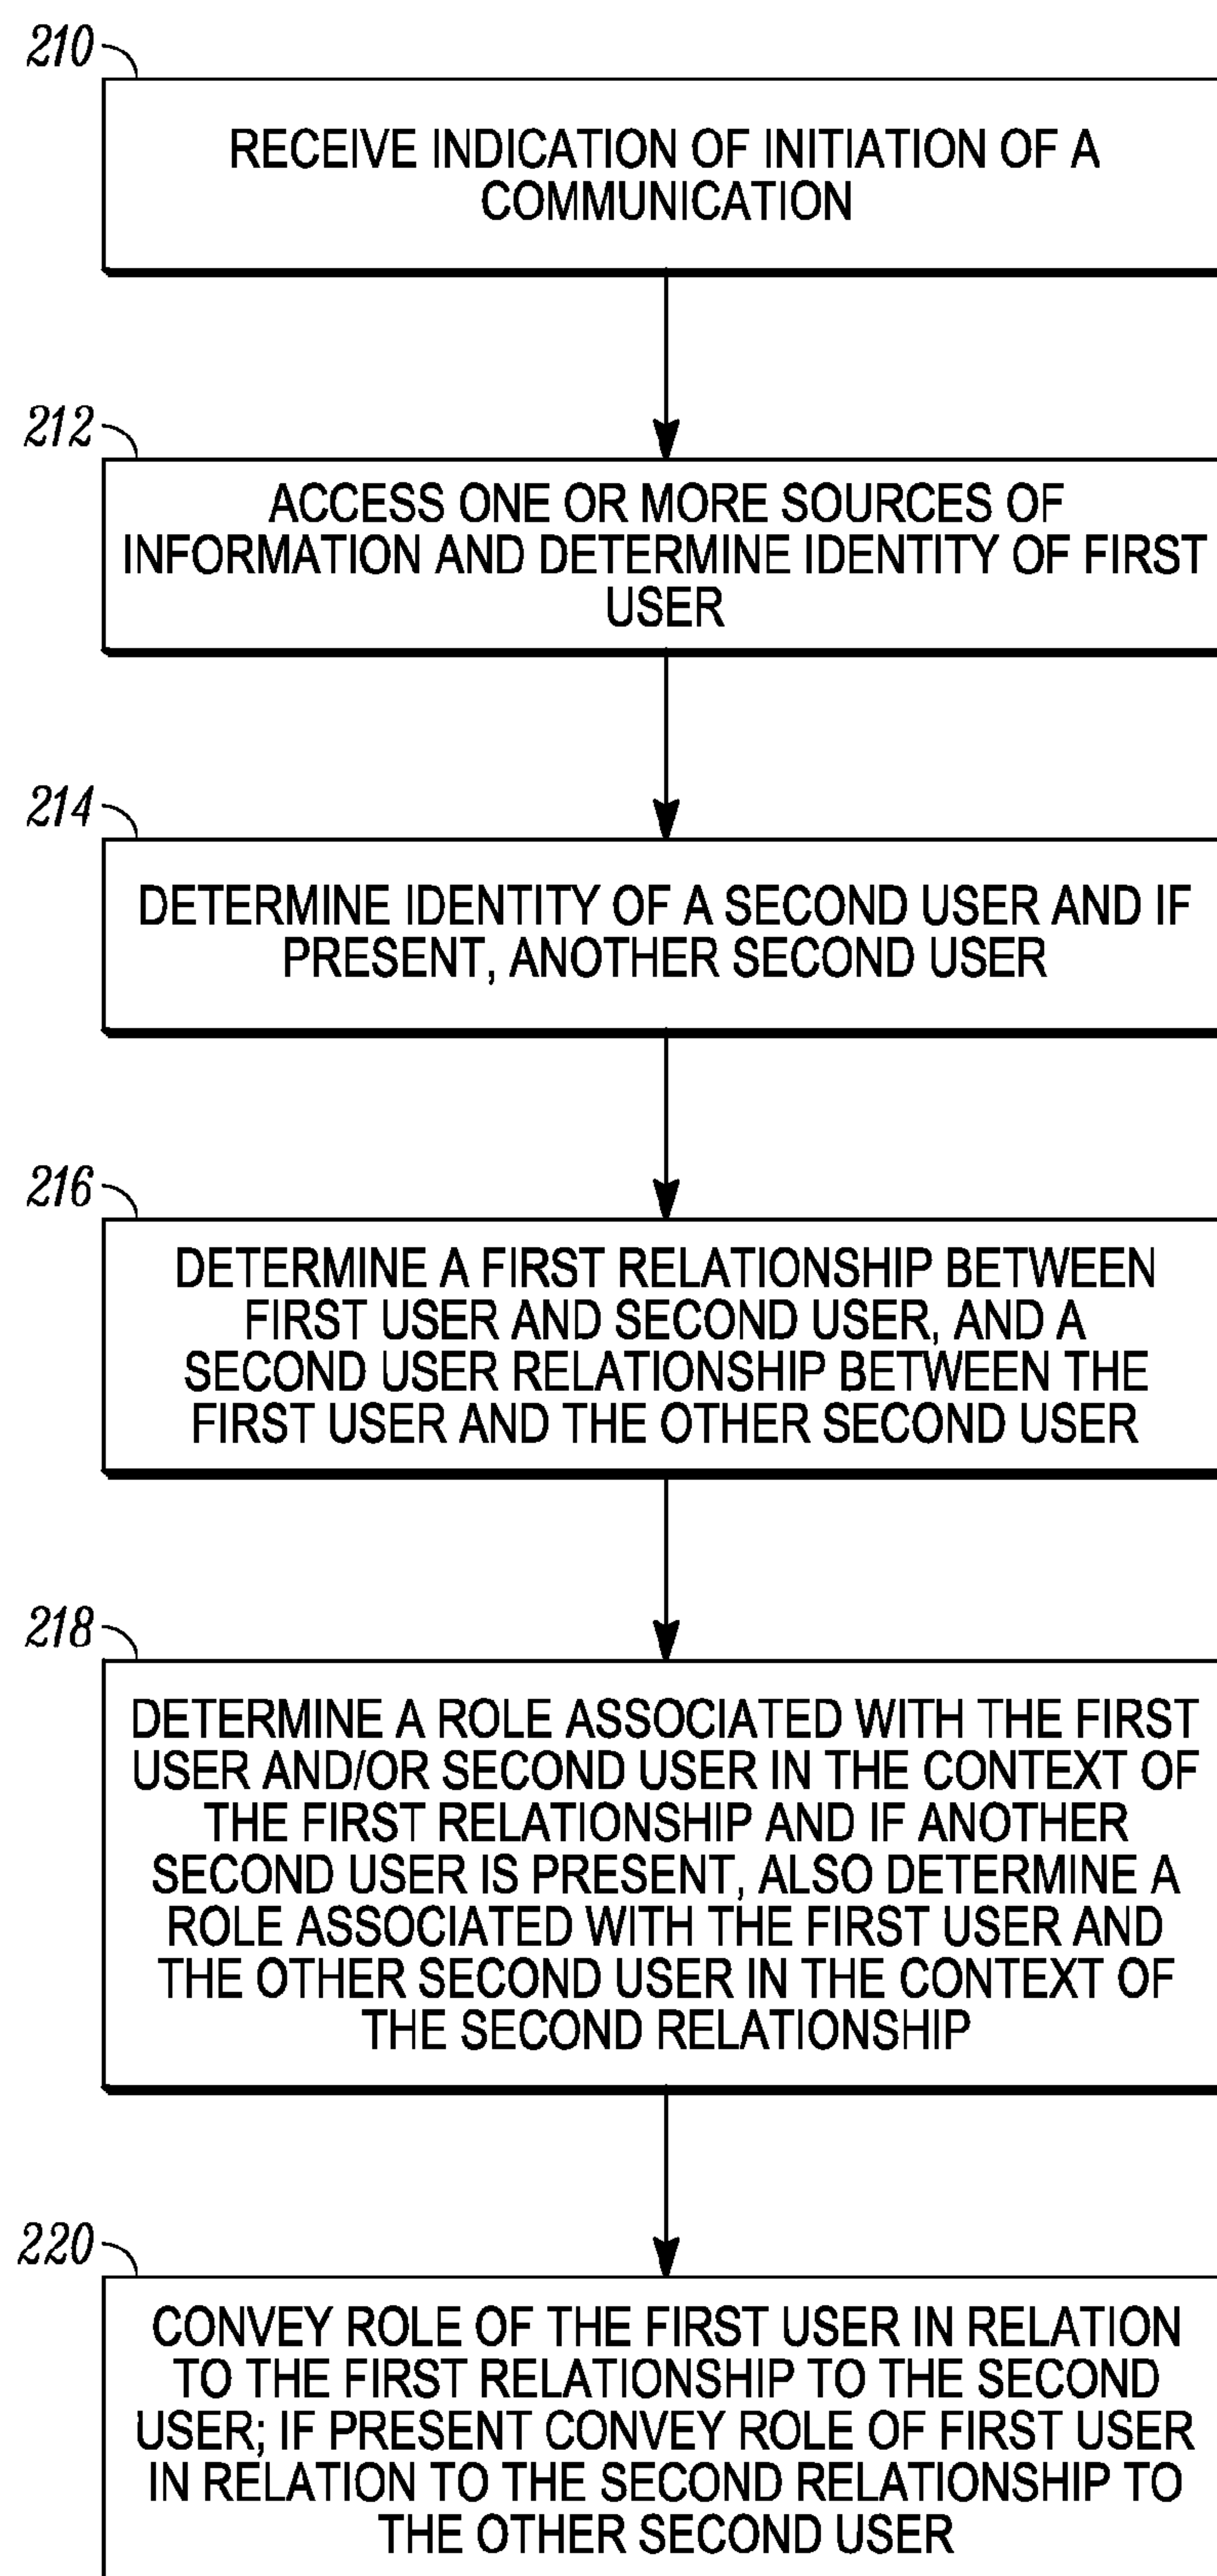 210
RECEIVE INDICATION OF INITIATION OF A
COMMUNICATION
212
ACCESS ONE OR MORE SOURCES OF
INFORMATION AND DETERMINE IDENTITY OF FIRST
USER
214
DETERMINE IDENTITY OF A SECOND USER AND IF
PRESENT, ANOTHER SECOND USER
216
DETERMINE A FIRST RELATIONSHIP BETWEEN
FIRST USER AND SECOND USER, AND A
SECOND USER RELATIONSHIP BETWEEN THE
FIRST USER AND THE OTHER SECOND USER
218
DETERMINE A ROLE ASSOCIATED WITH THE FIRST
USER AND/OR SECOND USER IN THE CONTEXT OF
THE FIRST RELATIONSHIP AND IF ANOTHER
SECOND USER IS PRESENT, ALSO DETERMINE A
ROLE ASSOCIATED WITH THE FIRST USER AND
THE OTHER SECOND USER IN THE CONTEXT OF
THE SECOND RELATIONSHIP
220
CONVEY ROLE OF THE FIRST USER IN RELATION
TO THE FIRST RELATIONSHIP TO THE SECOND
USER; IF PRESENT CONVEY ROLE OF FIRST USER
IN RELATION TO THE SECOND RELATIONSHIP TO
THE OTHER SECOND USER